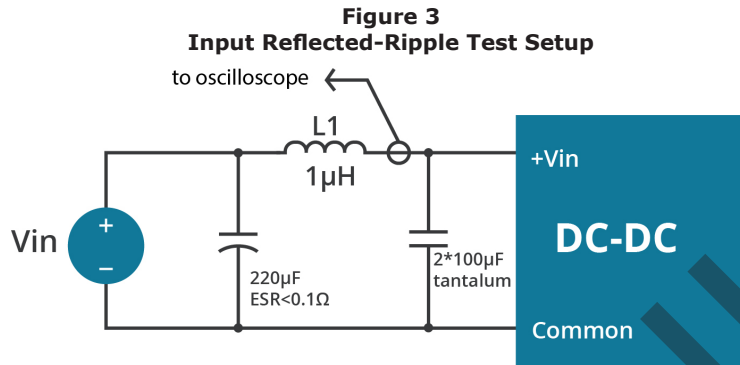 Figure 3
Input Reflected-Ripple Test Setup
to oscilloscope
L1
1µH
+Vin
+
Vin
−
DC-DC
220µF
ESR<0.1Ω
2*100µF
tantalum
Common